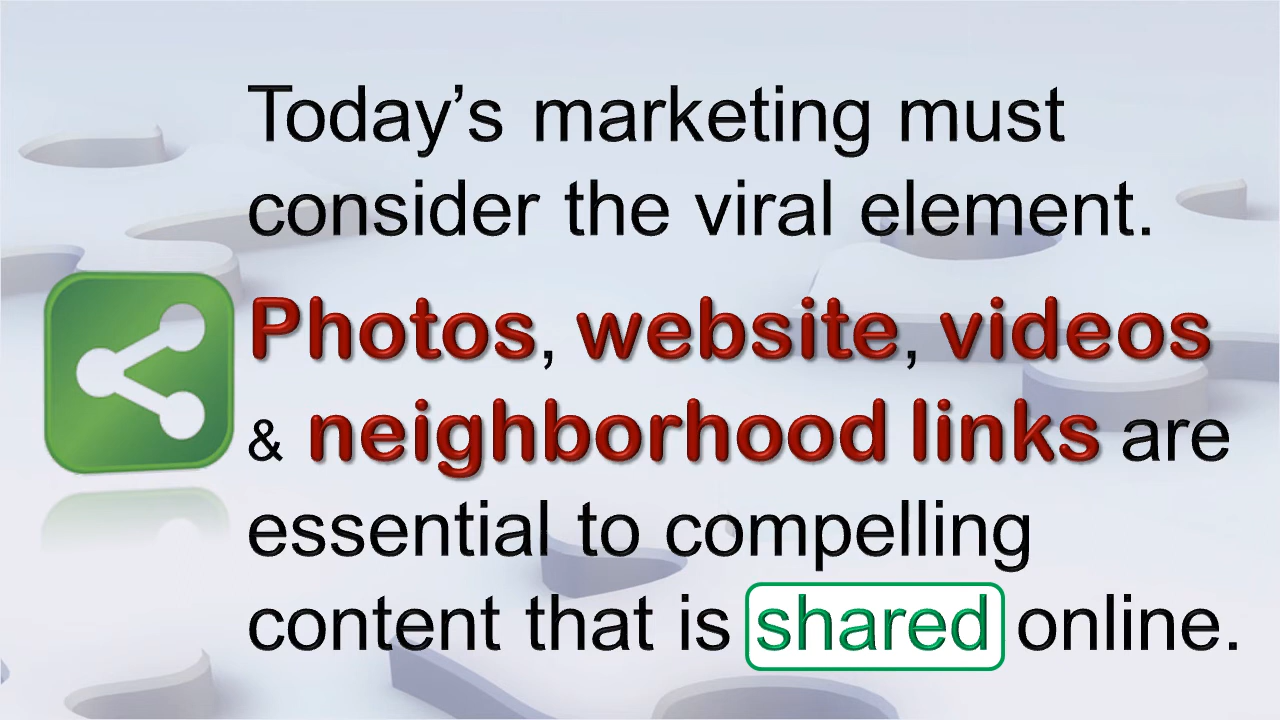 Today’s marketing must
consider the viral element.
Photos, website, videos
& neighborhood links are
essential to compelling
content that is shared online.